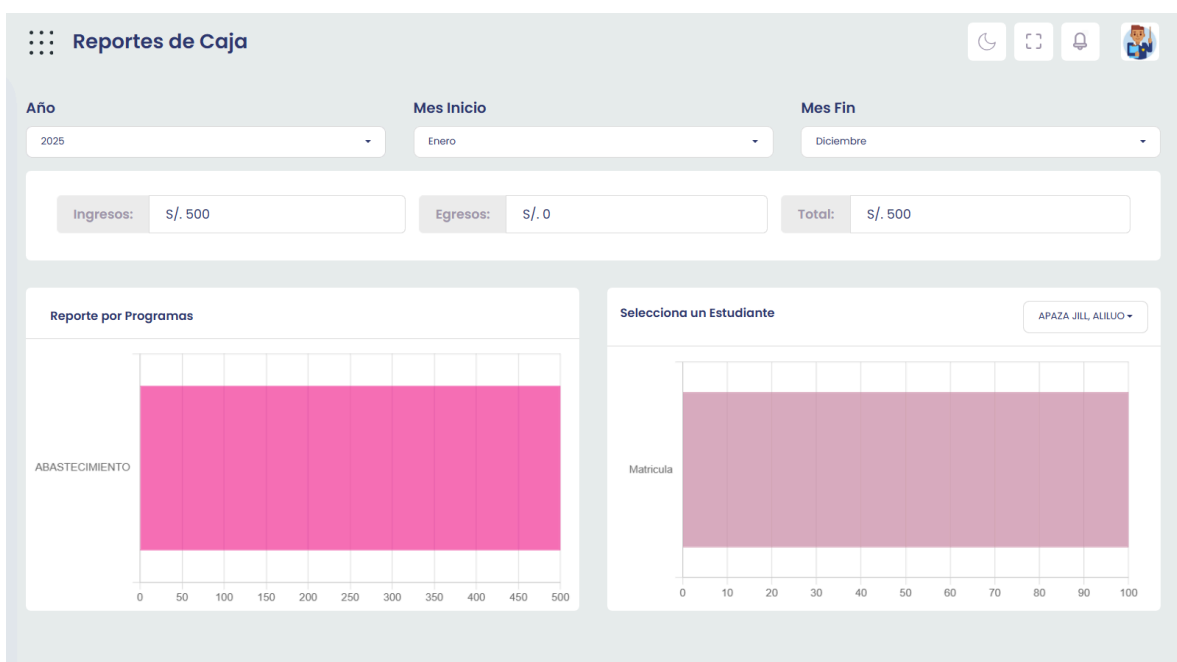 Reportes de Caja
Año
Mes Inicio
Mes Fin
2025
Enero
Diciembre
Ingresos:
S/. 500
Egresos:
S/. 0
Total:
S/. 500
Reporte por Programas
ABASTECIMIENTO
0 50 100 150 200 250 300 350 400 450 500
Selecciona un Estudiante
APAZA JILL, ALILUO
Matricula
0 10 20 30 40 50 60 70 80 90 100